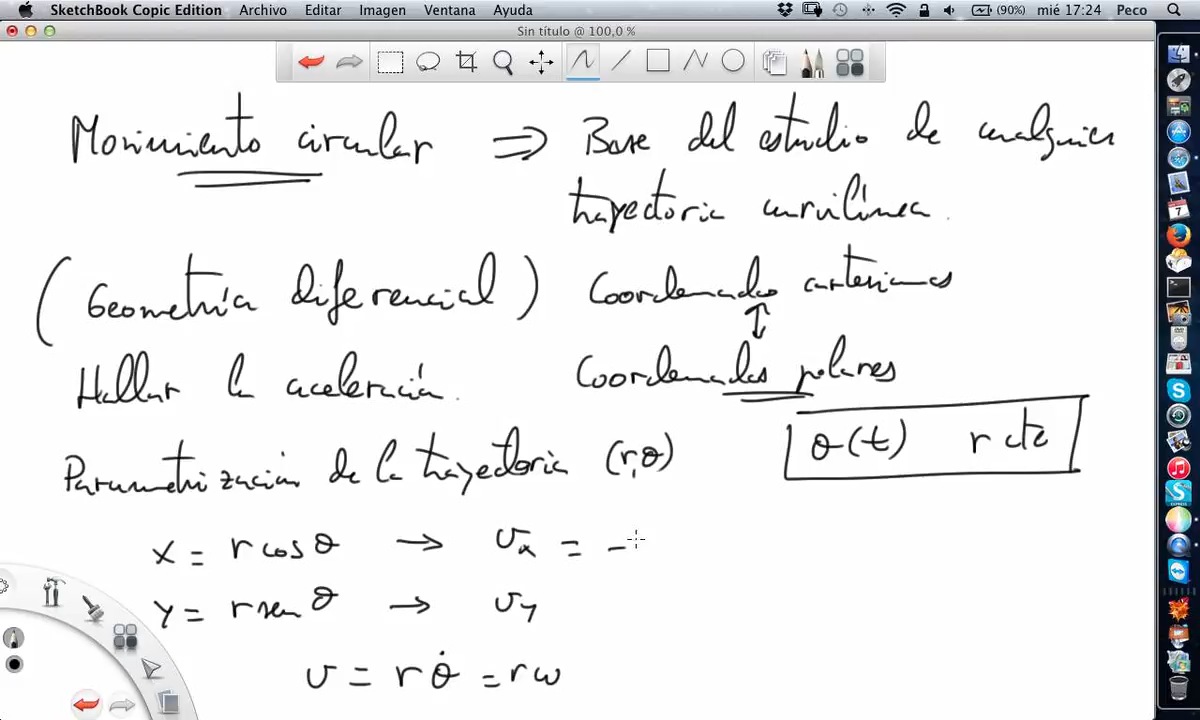 SketchBook Copic Edition Archivo Editar Imagen Ventana Ayuda (90%) mié 17:24 Peco
Sin título @ 100,0 %
Movimiento circular ⇒ Base del estudio de cualquier
trayectoria curvilínea.
(Geometría diferencial) Coordenadas cartesianas
↕
Hallar la aceleración. Coordenadas polares
θ(t) r cte
Parametrización de la trayectoria (r,θ)
x = r cos θ → vx = -
y = r sen θ → vy
v = r θ̇ = r ω